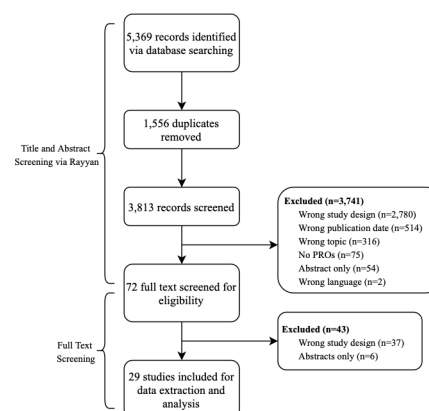 5,369 records identified
via database searching
1,556 duplicates
removed
Title and Abstract
Screening via Rayyan
3,813 records screened
Excluded (n=3,741)
Wrong study design (n=2,780)
Wrong publication date (n=514)
Wrong topic (n=316)
No PROs (n=75)
Abstract only (n=54)
Wrong language (n=2)
72 full text screened for
eligibility
Full Text
Screening
Excluded (n=43)
Wrong study design (n=37)
Abstracts only (n=6)
29 studies included for
data extraction and
analysis